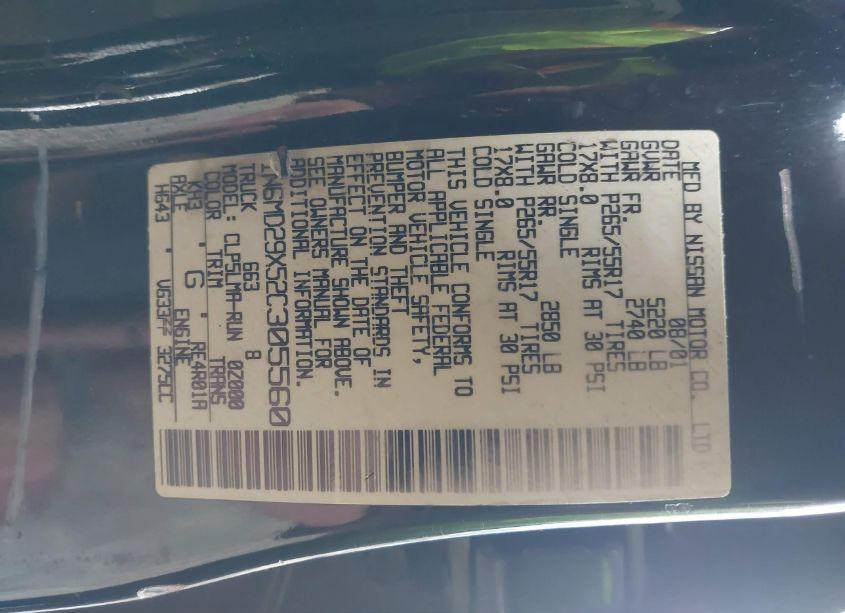 MFD BY NISSAN MOTOR CO. LTD
DATE 08/01
GVWR 5220 LB
GAWR FR. 2740 LB
WITH P265/55R17 TIRES
17X8.0 RIMS AT 30 PSI
COLD SINGLE
GAWR RR. 2850 LB
WITH P265/55R17 TIRES
17X8.0 RIMS AT 30 PSI
COLD SINGLE
THIS VEHICLE CONFORMS TO
ALL APPLICABLE FEDERAL
MOTOR VEHICLE SAFETY,
BUMPER AND THEFT
PREVENTION STANDARDS IN
EFFECT ON THE DATE OF
MANUFACTURE SHOWN ABOVE.
SEE OWNERS MANUAL FOR
ADDITIONAL INFORMATION.
1N6MD29X52C305560
TRUCK 663 8
MODEL: CLP5LMA-RUN 02000
COLOR TRIM TRANS
KH3 . G . RE4R01A
AXLE ENGINE
HG43 . VG33E 3275CC